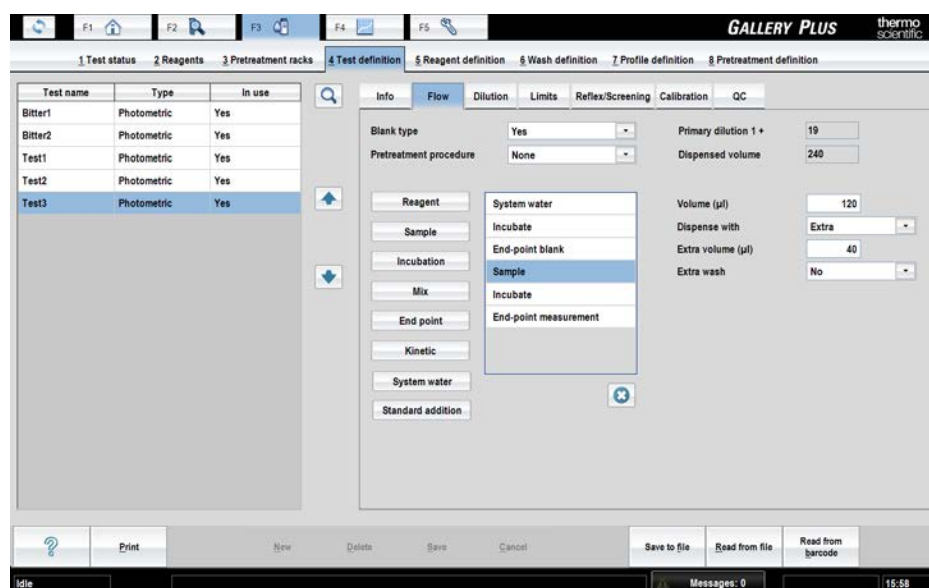 F1 F2 F3 F4 F5 GALLERY PLUS thermo scientific
1 Test status 2 Reagents 3 Pretreatment racks 4 Test definition 5 Reagent definition 6 Wash definition 7 Profile definition 8 Pretreatment definition
Test name Type In use
Bitter1 Photometric Yes
Bitter2 Photometric Yes
Test1 Photometric Yes
Test2 Photometric Yes
Test3 Photometric Yes
Info Flow Dilution Limits Reflex/Screening Calibration QC
Blank type Yes Primary dilution 1 + 19
Pretreatment procedure None Dispensed volume 240
Reagent
Sample
Incubation
Mix
End point
Kinetic
System water
Standard addition
System water
Incubate
End-point blank
Sample
Incubate
End-point measurement
Volume (µl) 120
Dispense with Extra
Extra volume (µl) 40
Extra wash No
? Print New Delete Save Cancel Save to file Read from file Read from barcode
Idle Messages: 0 15:58